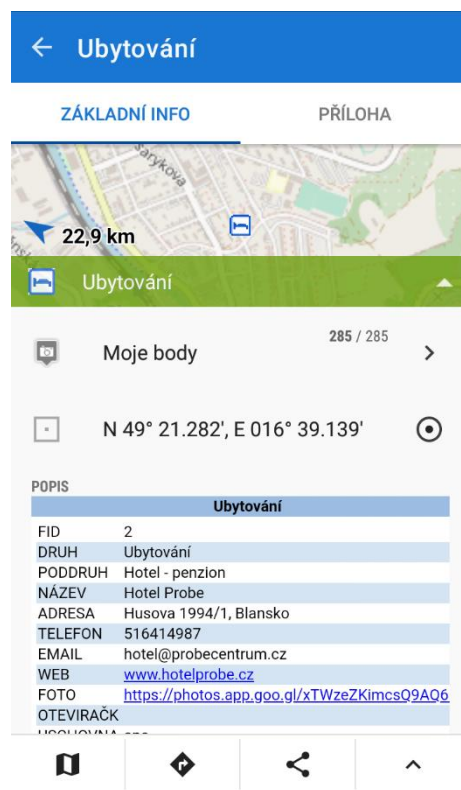 Ubytování
ZÁKLADNÍ INFO PŘÍLOHA
sarykova
22,9 km
Ubytování
Moje body 285 / 285
N 49° 21.282', E 016° 39.139'
POPIS
Ubytování
FID 2
DRUH Ubytování
PODDRUH Hotel - penzion
NÁZEV Hotel Probe
ADRESA Husova 1994/1, Blansko
TELEFON 516414987
EMAIL hotel@probecentrum.cz
WEB www.hotelprobe.cz
FOTO https://photos.app.goo.gl/xTWzeZKimcsQ9AQ6
OTEVIRAČK